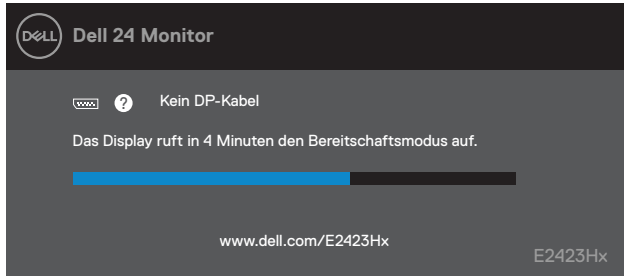 DELL Dell 24 Monitor
? Kein DP-Kabel
Das Display ruft in 4 Minuten den Bereitschaftsmodus auf.
www.dell.com/E2423Hx
E2423Hx